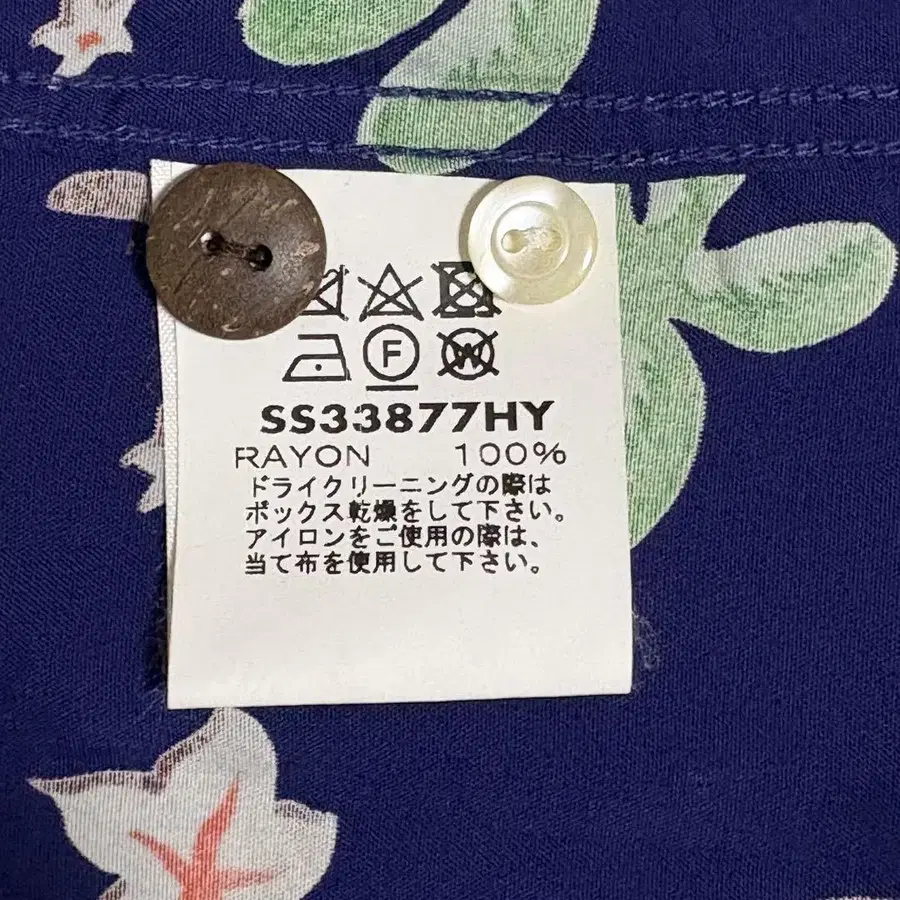 F W
SS33877HY
RAYON 100%
ドライクリーニングの際は
ボックス乾燥をして下さい。
アイロンをご使用の際は、
当て布を使用して下さい。